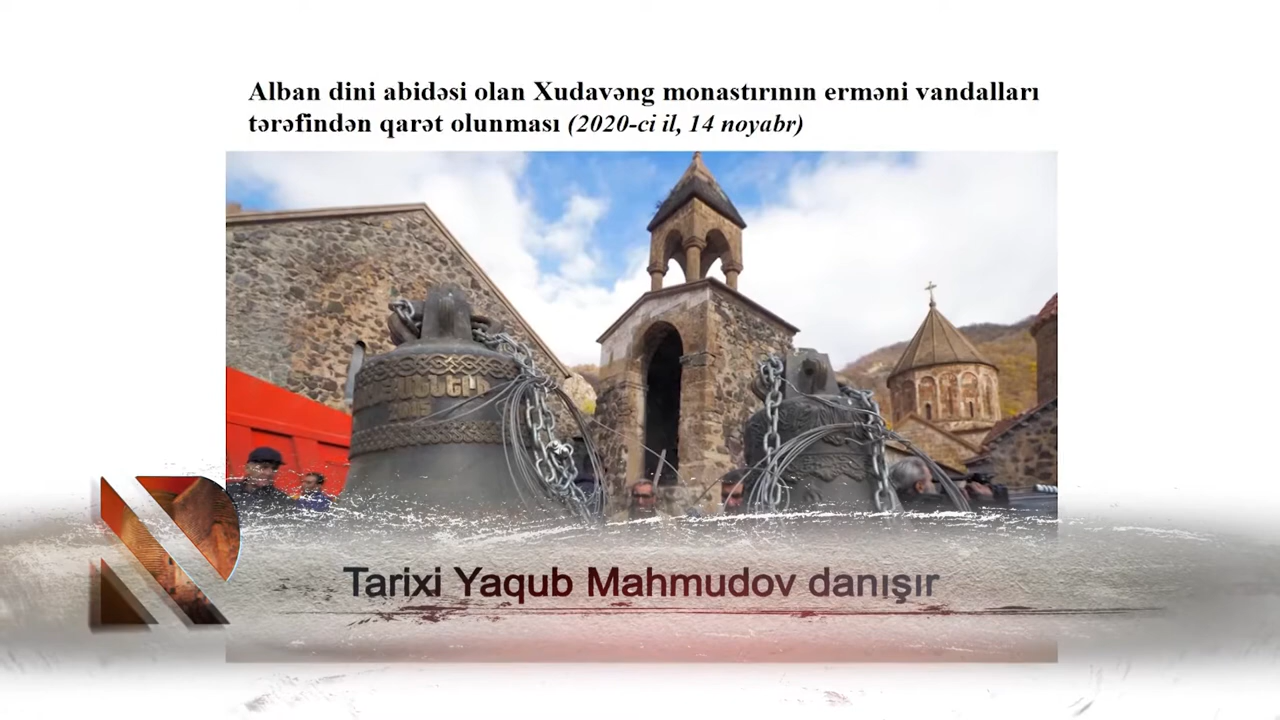 Alban dini abidəsi olan Xudavəng monastırının erməni vandalları
tərəfindən qarət olunması (2020-ci il, 14 noyabr)
2015
Tarixi Yaqub Mahmudov danışır